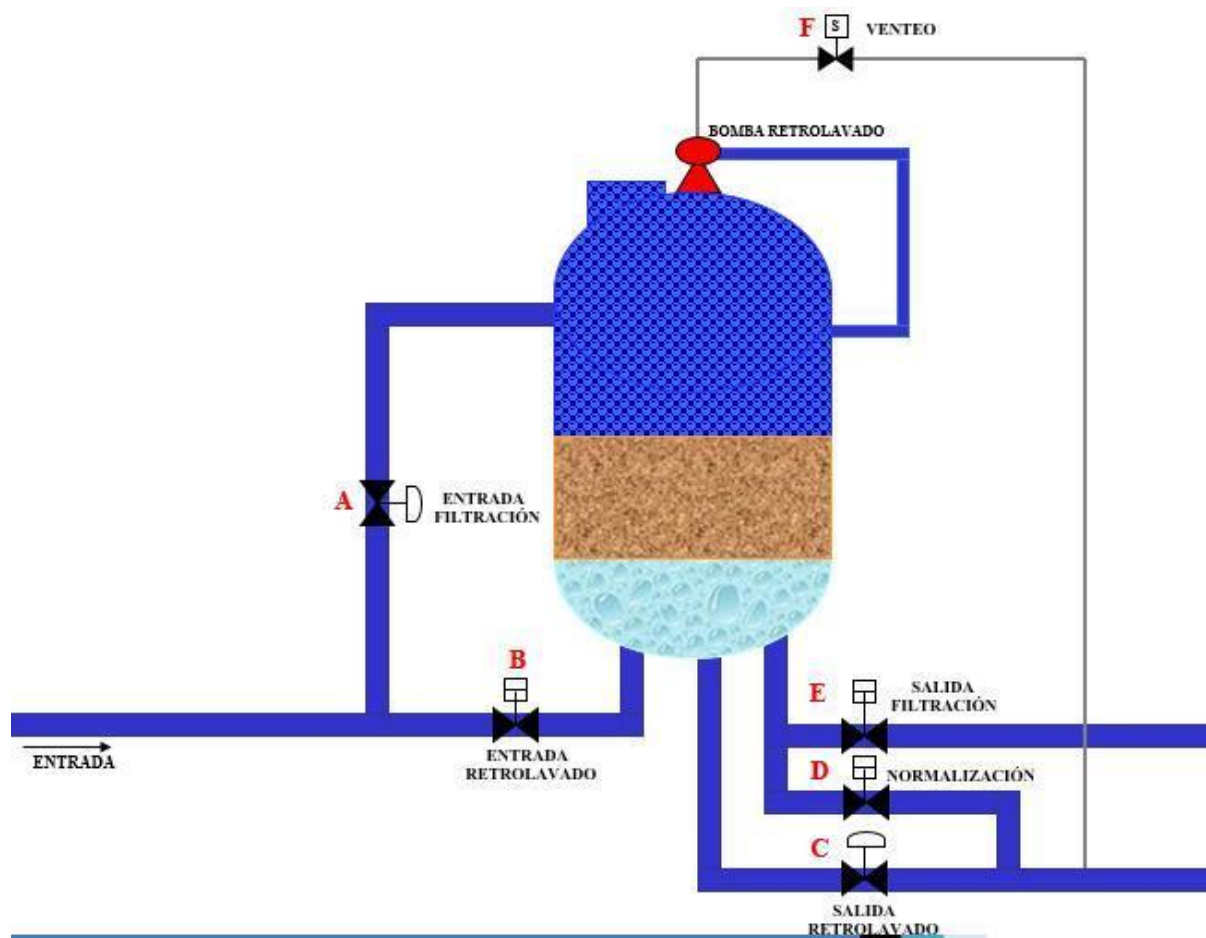 F
S
VENTEO
BOMBA RETROLAVADO
A
ENTRADA
FILTRACIÓN
B
ENTRADA
RETROLAVADO
ENTRADA
E
SALIDA
FILTRACIÓN
D
NORMALIZACIÓN
C
SALIDA
RETROLAVADO